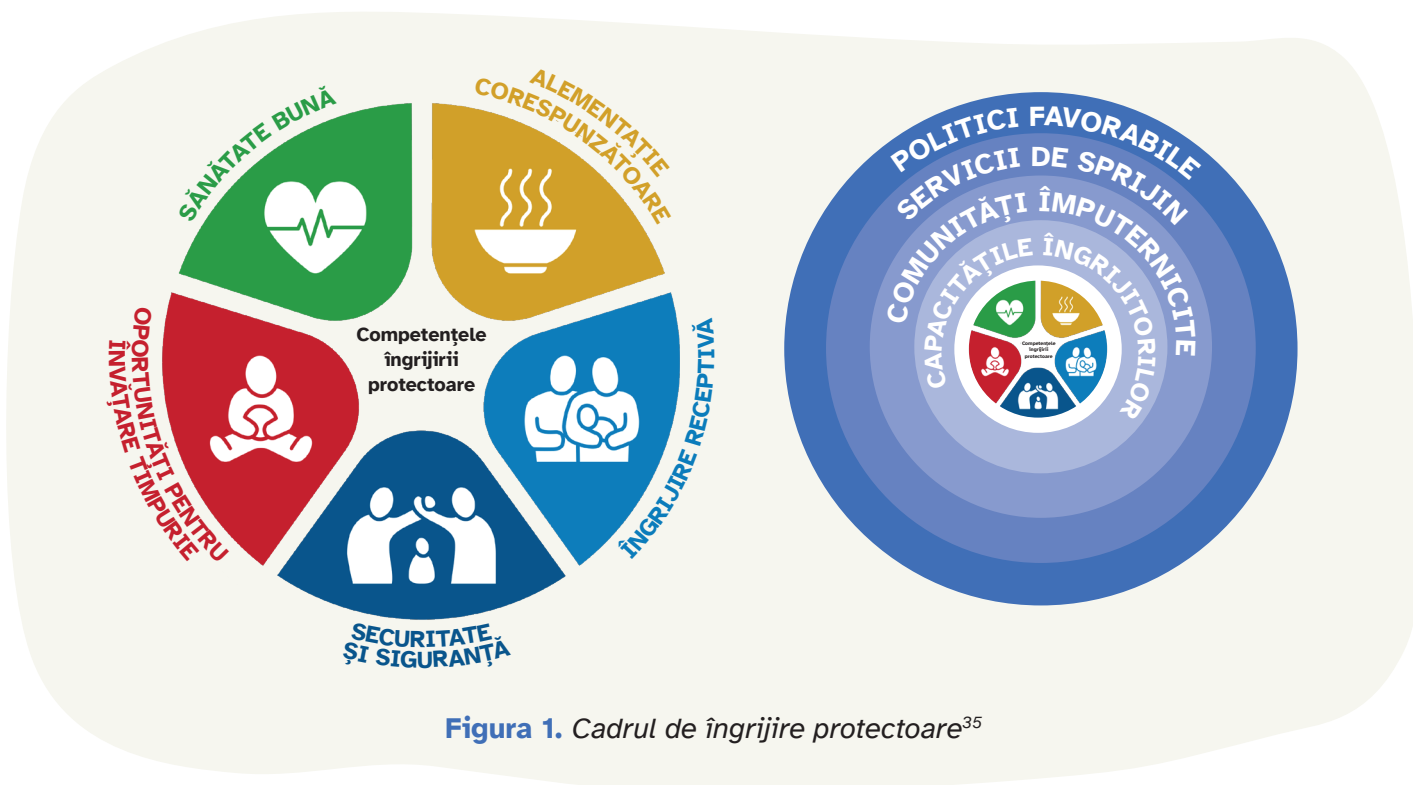 SĂNĂTATE BUNĂ
ALEMENTAȚIE
CORESPUNZĂTOARE
OPORTUNITĂȚI PENTRU
ÎNVĂȚARE TIMPURIE
Competențele
îngrijirii
protectoare
ÎNGRIJIRE RECEPTIVĂ
SECURITATE
ȘI SIGURANȚĂ
POLITICI FAVORABILE
SERVICII DE SPRIJIN
COMUNITĂȚI ÎMPUTERNICITE
CAPACITĂȚILE ÎNGRIJITORILOR
Competențele
îngrijirii
protectoare
Figura 1. Cadrul de îngrijire protectoare35